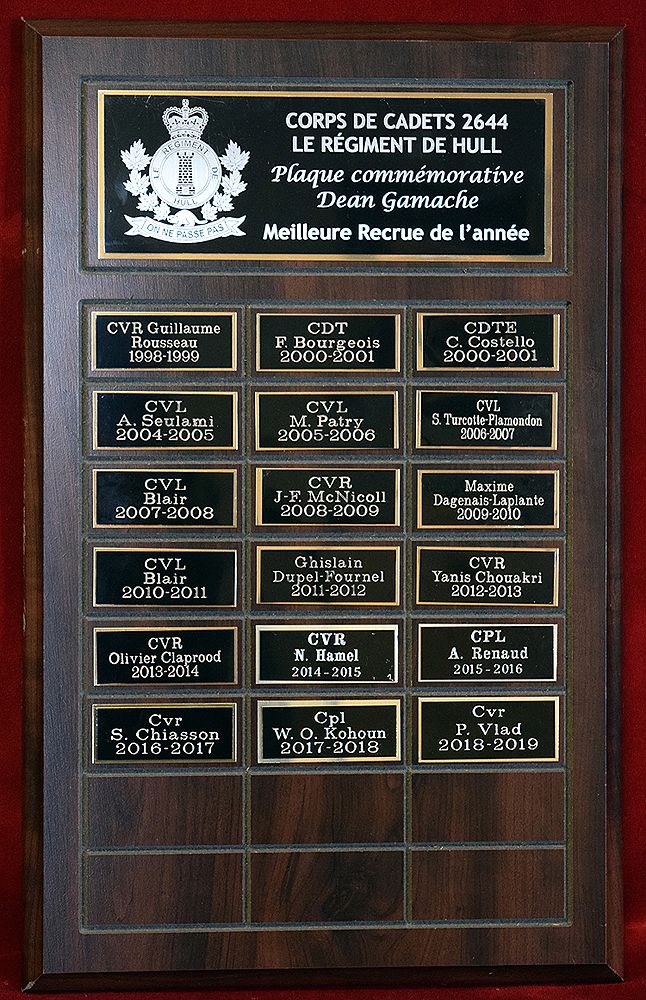 LE RÉGIMENT DE
HULL
ON NE PASSE PAS
CORPS DE CADETS 2644
LE RÉGIMENT DE HULL
Plaque commémorative
Dean Gamache
Meilleure Recrue de l'année
CVR Guillaume
Rousseau
1998-1999
CDT
F. Bourgeois
2000-2001
CDTE
C. Costello
2000-2001
CVL
A. Seulami
2004-2005
CVL
M. Patry
2005-2006
CVL
S. Turcotte-Plamondon
2006-2007
CVL
Blair
2007-2008
CVR
J-F. McNicoll
2008-2009
Maxime
Dagenais-Laplante
2009-2010
CVL
Blair
2010-2011
Ghislain
Dupel-Fournel
2011-2012
CVR
Yanis Chouakri
2012-2013
CVR
Olivier Claprood
2013-2014
CVR
N. Hamel
2014-2015
CPL
A. Renaud
2015-2016
Cvr
S. Chiasson
2016-2017
Cpl
W. O. Kohoun
2017-2018
Cvr
P. Vlad
2018-2019